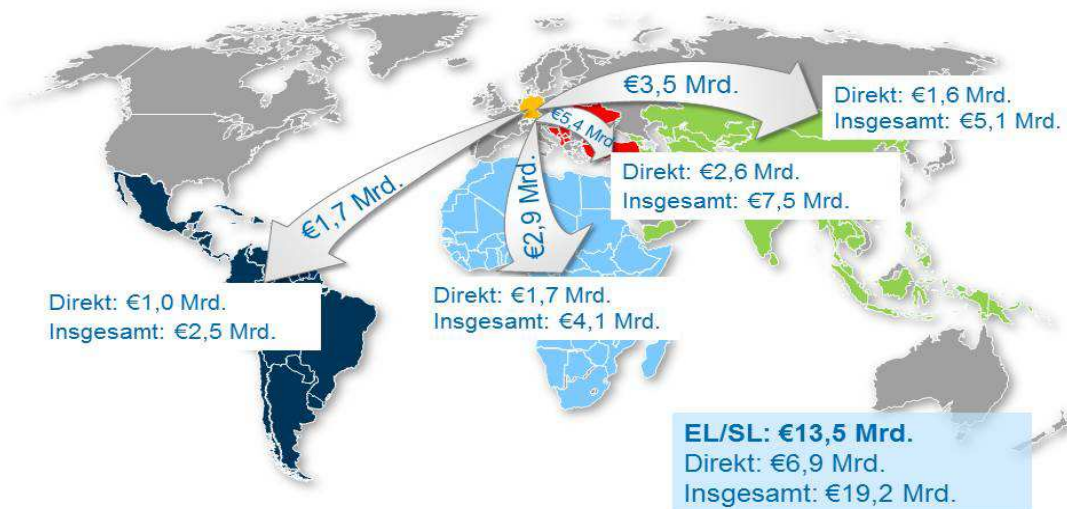 €3,5 Mrd.
Direkt: €1,6 Mrd.
Insgesamt: €5,1 Mrd.
€5,4 Mrd
Direkt: €2,6 Mrd.
Insgesamt: €7,5 Mrd.
€1,7 Mrd.
€2,9 Mrd.
Direkt: €1,0 Mrd.
Insgesamt: €2,5 Mrd.
Direkt: €1,7 Mrd.
Insgesamt: €4,1 Mrd.
EL/SL: €13,5 Mrd.
Direkt: €6,9 Mrd.
Insgesamt: €19,2 Mrd.